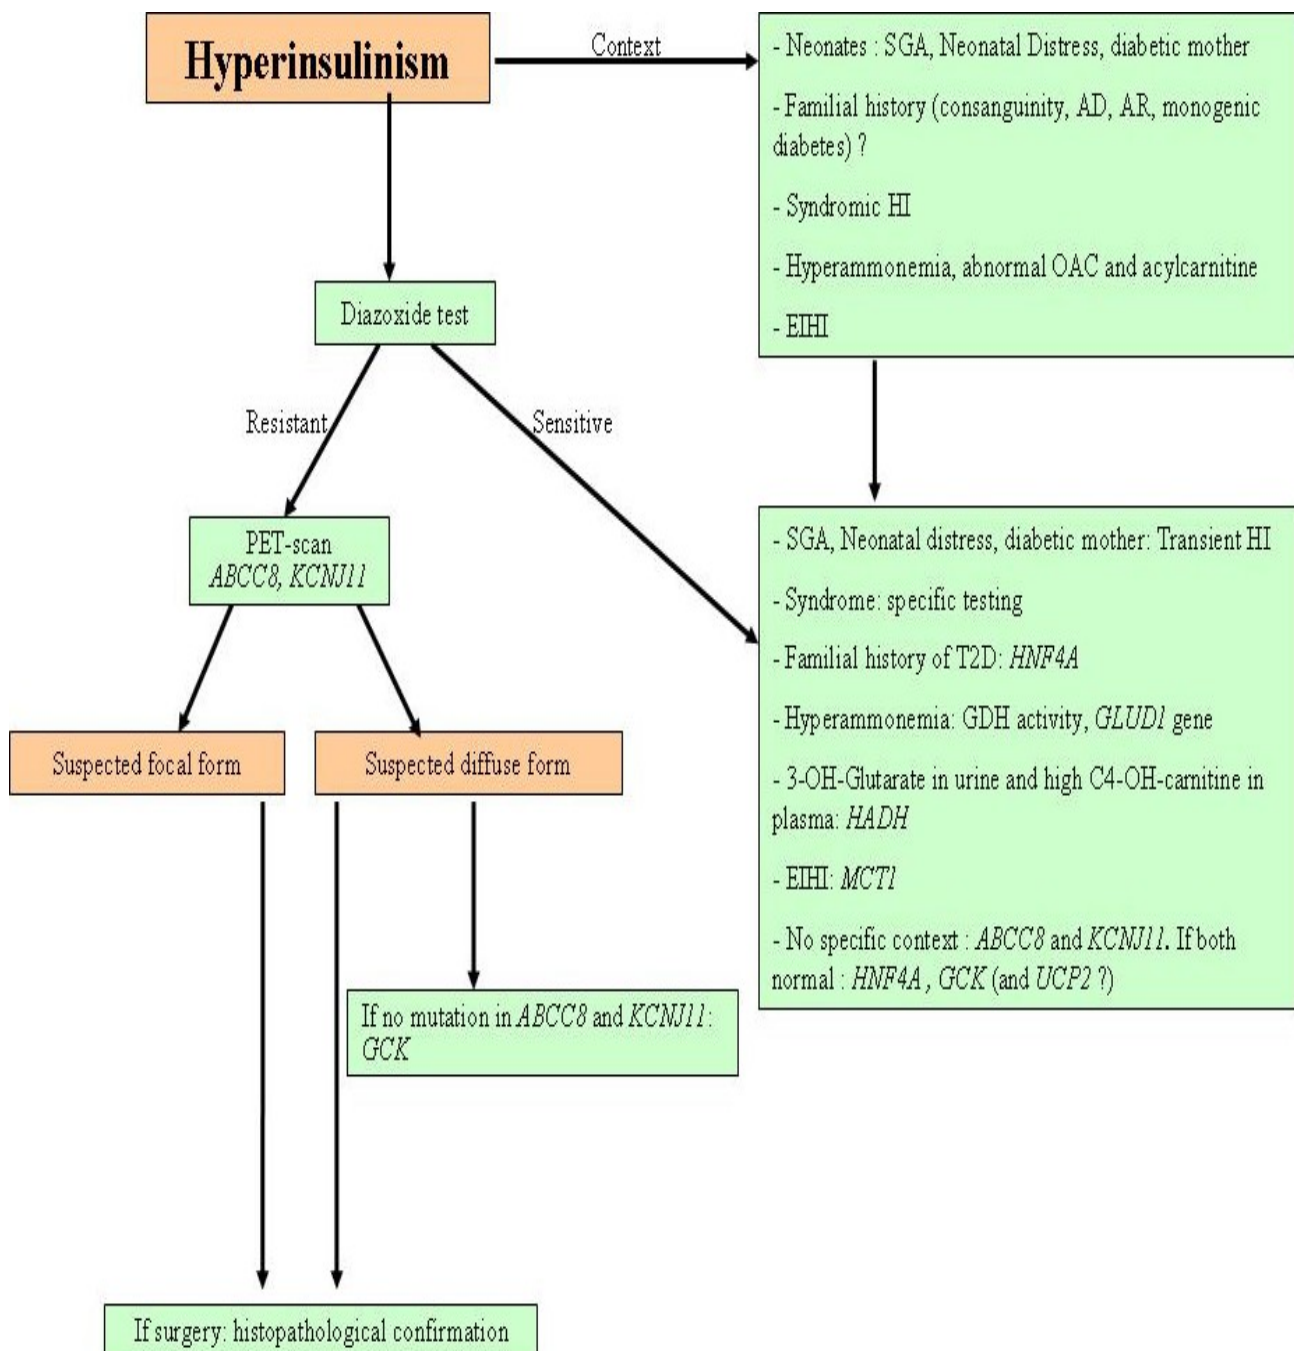 Hyperinsulinism
Context
- Neonates : SGA, Neonatal Distress, diabetic mother
- Familial history (consanguinity, AD, AR, monogenic
diabetes) ?
- Syndromic HI
- Hyperammonemia, abnormal OAC and acylcarnitine
- EIHI
Diazoxide test
Resistant
Sensitive
PET-scan
ABCC8, KCNJ11
- SGA, Neonatal distress, diabetic mother: Transient HI
- Syndrome: specific testing
- Familial history of T2D: HNF4A
- Hyperammonemia: GDH activity, GLUD1 gene
- 3-OH-Glutarate in urine and high C4-OH-carnitine in
plasma: HADH
- EIHI: MCT1
- No specific context : ABCC8 and KCNJ11. If both
normal : HNF4A , GCK (and UCP2 ?)
Suspected focal form
Suspected diffuse form
If no mutation in ABCC8 and KCNJ11:
GCK
If surgery: histopathological confirmation